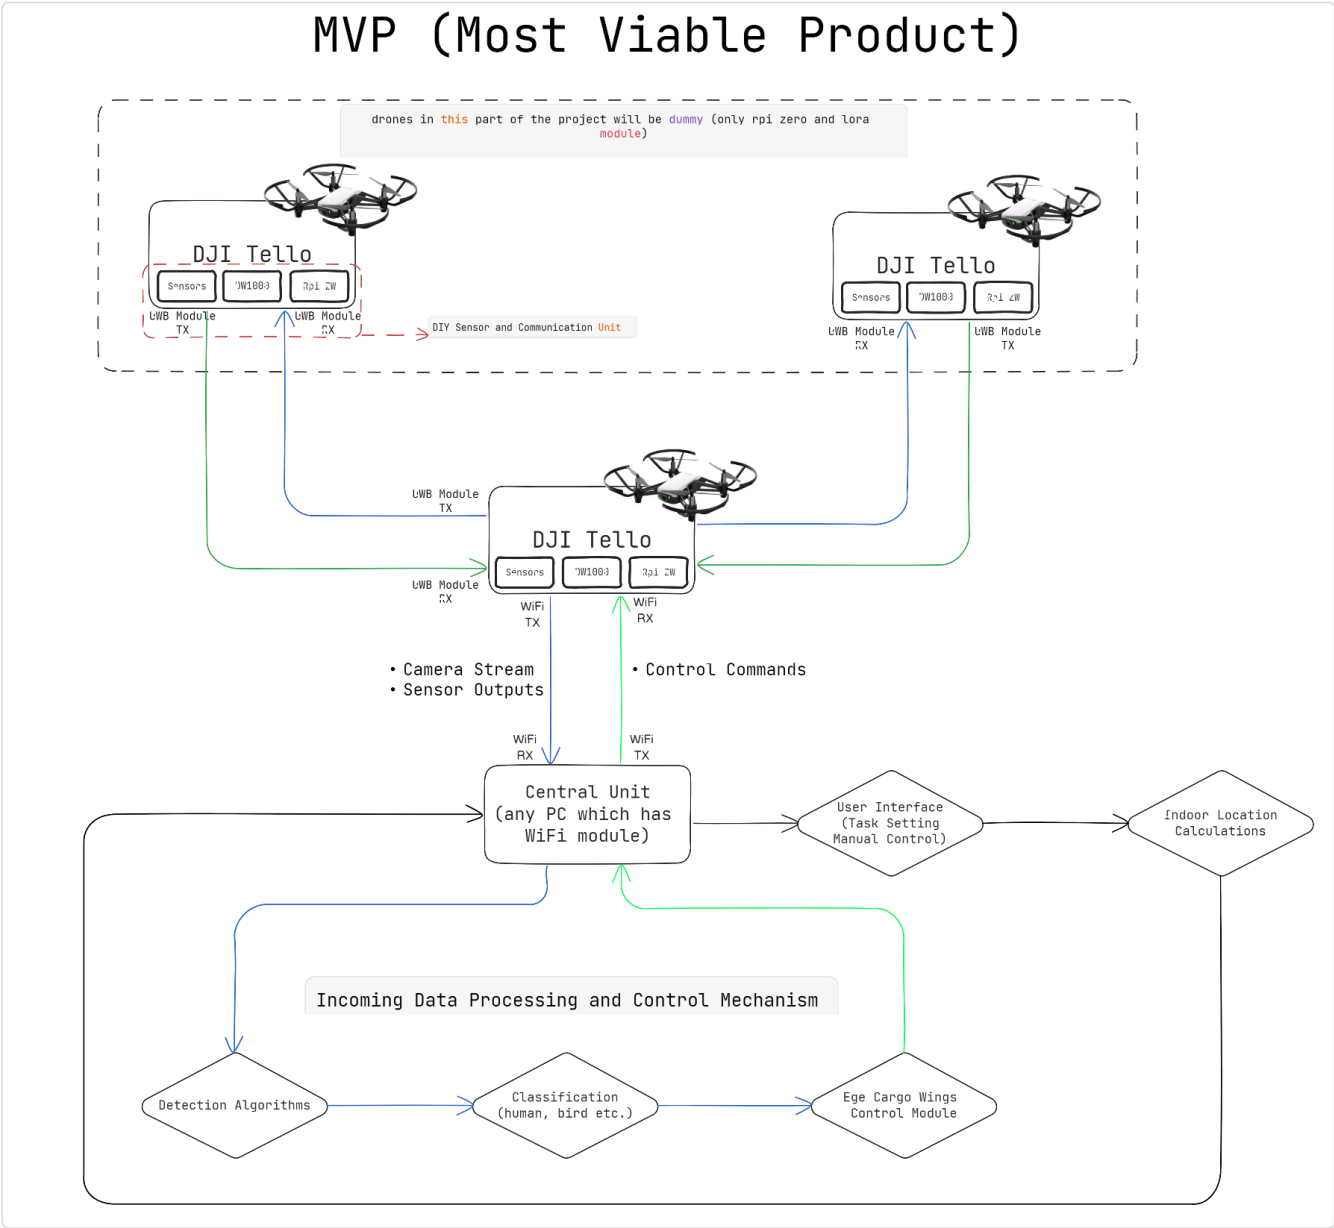 MVP (Most Viable Product)
drones in this part of the project will be dummy (only rpi zero and lora
module)
DJI Tello
Sensors
DW1000
Rpi ZW
UWB Module
TX
UWB Module
RX
DIY Sensor and Communication Unit
DJI Tello
Sensors
DW1000
Rpi ZW
UWB Module
RX
UWB Module
TX
UWB Module
TX
DJI Tello
Sensors
DW1000
Rpi ZW
UWB Module
RX
WiFi
TX
WiFi
RX
• Camera Stream
• Sensor Outputs
• Control Commands
WiFi
RX
WiFi
TX
Central Unit
(any PC which has
WiFi module)
User Interface
(Task Setting
Manual Control)
Indoor Location
Calculations
Incoming Data Processing and Control Mechanism
Detection Algorithms
Classification
(human, bird etc.)
Ege Cargo Wings
Control Module